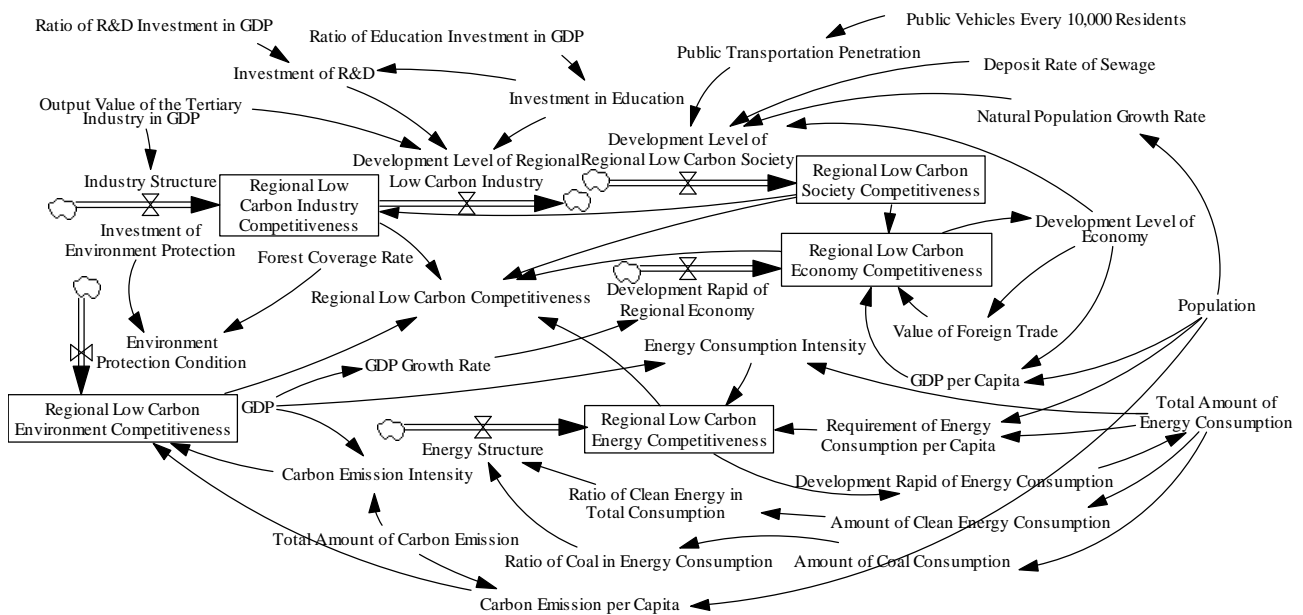 Public Vehicles Every 10,000 Residents
Ratio of R&D Investment in GDP
Ratio of Education Investment in GDP
Public Transportation Penetration
Deposit Rate of Sewage
Investment of R&D
Investment in Education
Output Value of the Tertiary
Industry in GDP
Natural Population Growth Rate
Development Level of
Regional Low Carbon Society
Development Level of Regional
Low Carbon Industry
Industry Structure
Regional Low
Carbon Industry
Competitiveness
Regional Low Carbon
Society Competitiveness
Development Level of
Economy
Investment of
Environment Protection
Forest Coverage Rate
Regional Low Carbon
Economy Competitiveness
Regional Low Carbon Competitiveness
Development Rapid of
Regional Economy
Population
Value of Foreign Trade
Environment
Protection Condition
Energy Consumption Intensity
GDP Growth Rate
GDP per Capita
Regional Low Carbon
Environment Competitiveness
GDP
Regional Low Carbon
Energy Competitiveness
Total Amount of
Energy Consumption
Requirement of Energy
Consumption per Capita
Energy Structure
Carbon Emission Intensity
Development Rapid of Energy Consumption
Ratio of Clean Energy in
Total Consumption
Amount of Clean Energy Consumption
Total Amount of Carbon Emission
Ratio of Coal in Energy Consumption
Amount of Coal Consumption
Carbon Emission per Capita